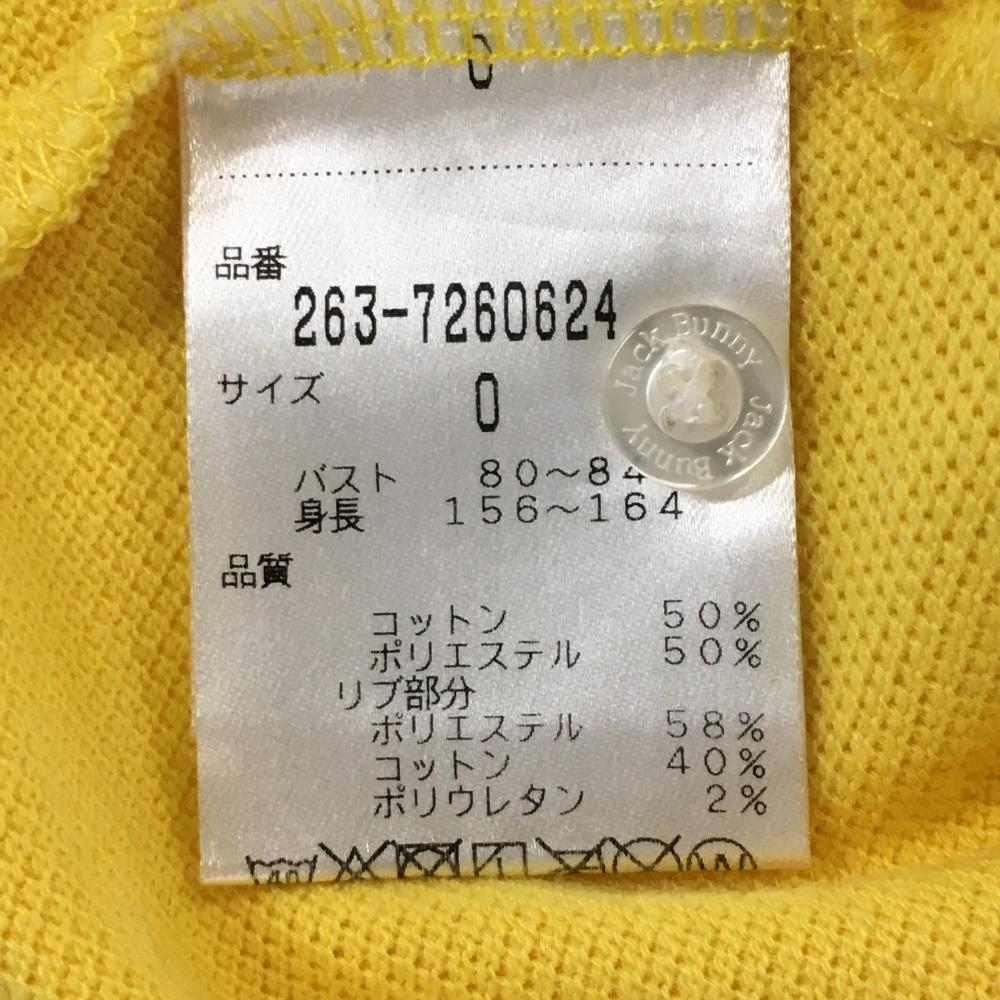 0
品番
263-7260624
サイズ 0
バスト 80～84
身長 156～164
品質
コットン 50%
ポリエステル 50%
リブ部分
ポリエステル 58%
コットン 40%
ポリウレタン 2%
40 W
Jack Bunny Jack Bunny